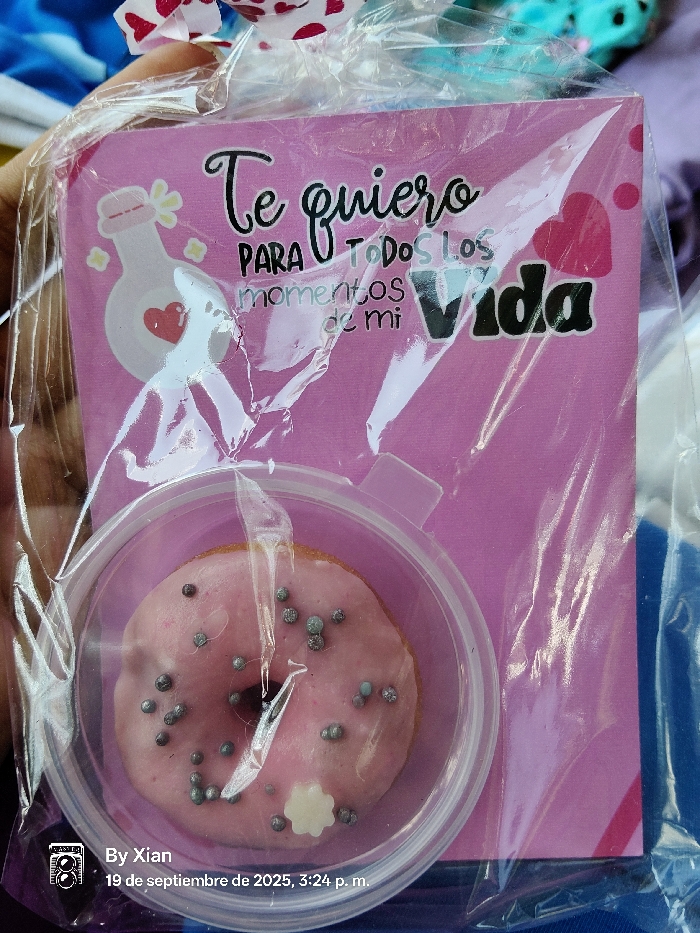 Te quiero
PARA TODOS LOS
momentos
de mi Vida
By Xian
19 de septiembre de 2025, 3:24 p. m.